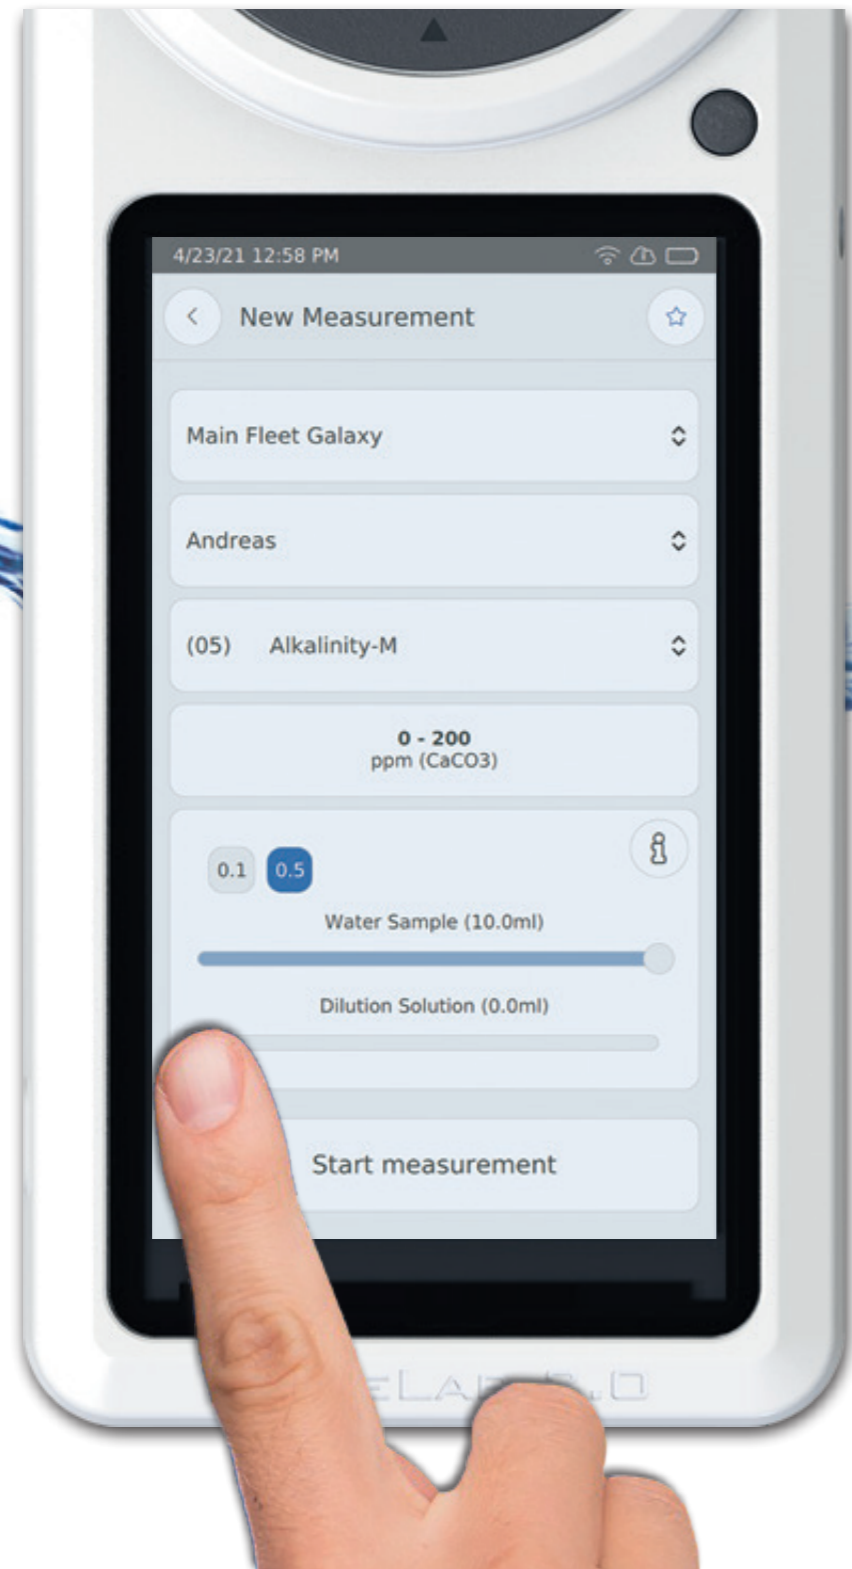 4/23/21 12:58 PM
New Measurement
Main Fleet Galaxy
Andreas
(05) Alkalinity-M
0 - 200
ppm (CaCO3)
0.1 0.5
Water Sample (10.0ml)
Dilution Solution (0.0ml)
Start measurement